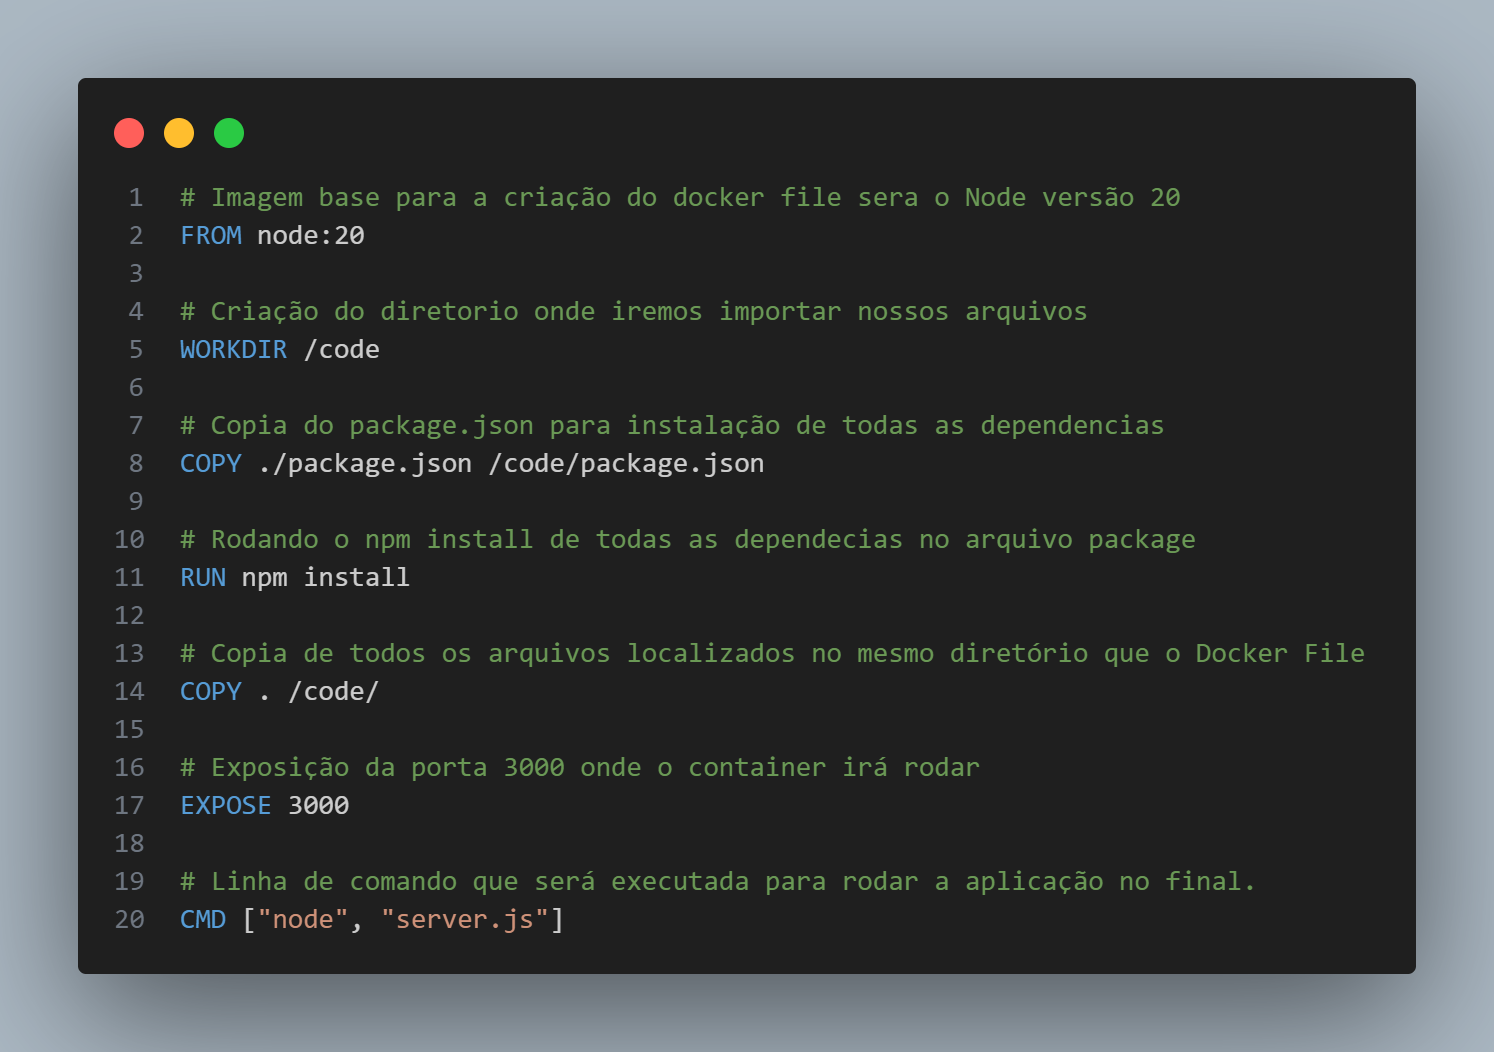 1 # Imagem base para a criação do docker file sera o Node versão 20
2 FROM node:20
3
4 # Criação do diretorio onde iremos importar nossos arquivos
5 WORKDIR /code
6
7 # Copia do package.json para instalação de todas as dependencias
8 COPY ./package.json /code/package.json
9
10 # Rodando o npm install de todas as dependecias no arquivo package
11 RUN npm install
12
13 # Copia de todos os arquivos localizados no mesmo diretório que o Docker File
14 COPY . /code/
15
16 # Exposição da porta 3000 onde o container irá rodar
17 EXPOSE 3000
18
19 # Linha de comando que será executada para rodar a aplicação no final.
20 CMD ["node", "server.js"]